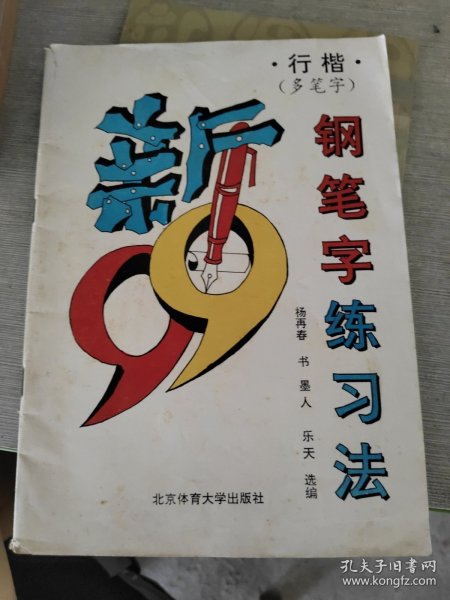 ·行楷·
(多笔字)
新
99
钢笔字练习法
杨再春 书 墨人 乐天 选编
北京体育大学出版社
孔夫子旧书网
www.kongfz.com